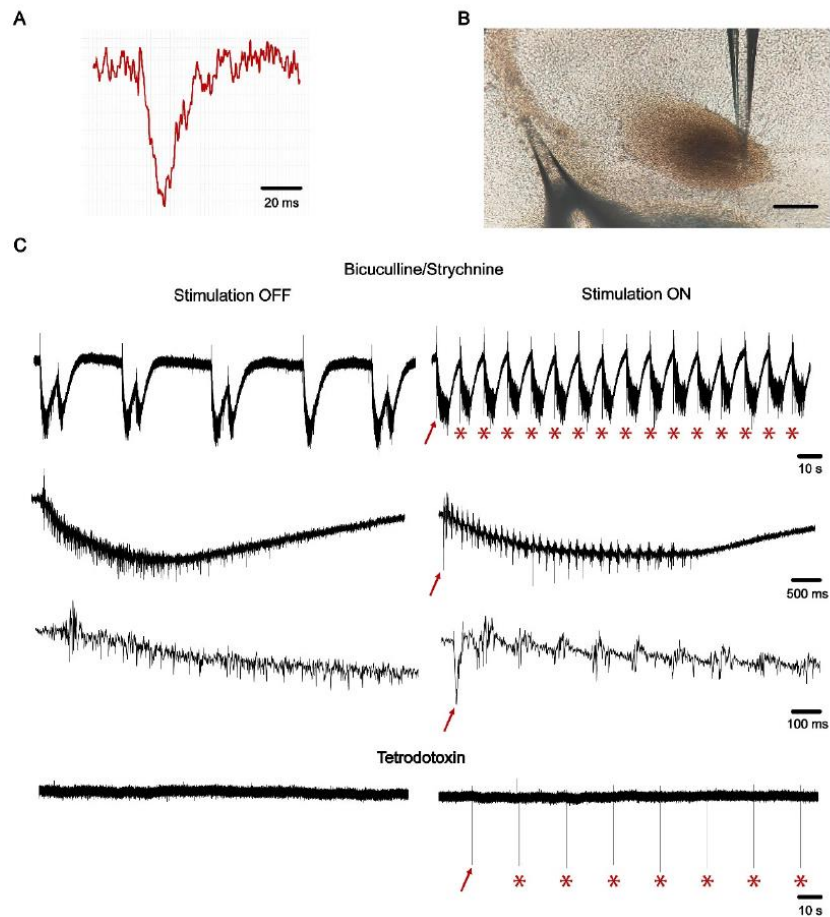 A
B
20 ms
C
Bicuculline/Strychnine
Stimulation OFF
Stimulation ON
* * * * * * * * * * * * * * *
10 s
500 ms
100 ms
Tetrodotoxin
* * * * * * *
10 s